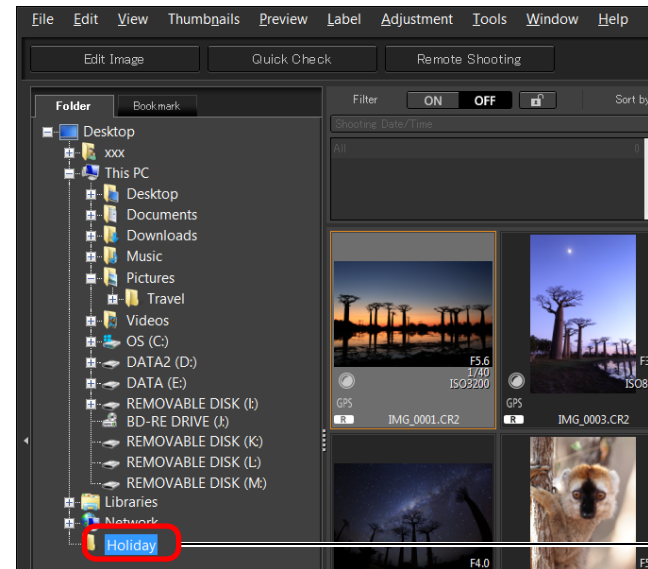 File Edit View Thumbnails Preview Label Adjustment Tools Window Help
Edit Image Quick Check Remote Shooting
Folder Bookmark
Filter ON OFF Sort by
Shooting Date/Time
All 0
Desktop
xxx
This PC
Desktop
Documents
Downloads
Music
Pictures
Travel
Videos
OS (C:)
DATA2 (D:)
DATA (E:)
REMOVABLE DISK (I:)
BD-RE DRIVE (J:)
REMOVABLE DISK (K:)
REMOVABLE DISK (L:)
REMOVABLE DISK (M:)
Libraries
Network
Holiday
F5.6
1/40
ISO3200
GPS
R IMG_0001.CR2
GPS
R IMG_0003.CR2
F4.0